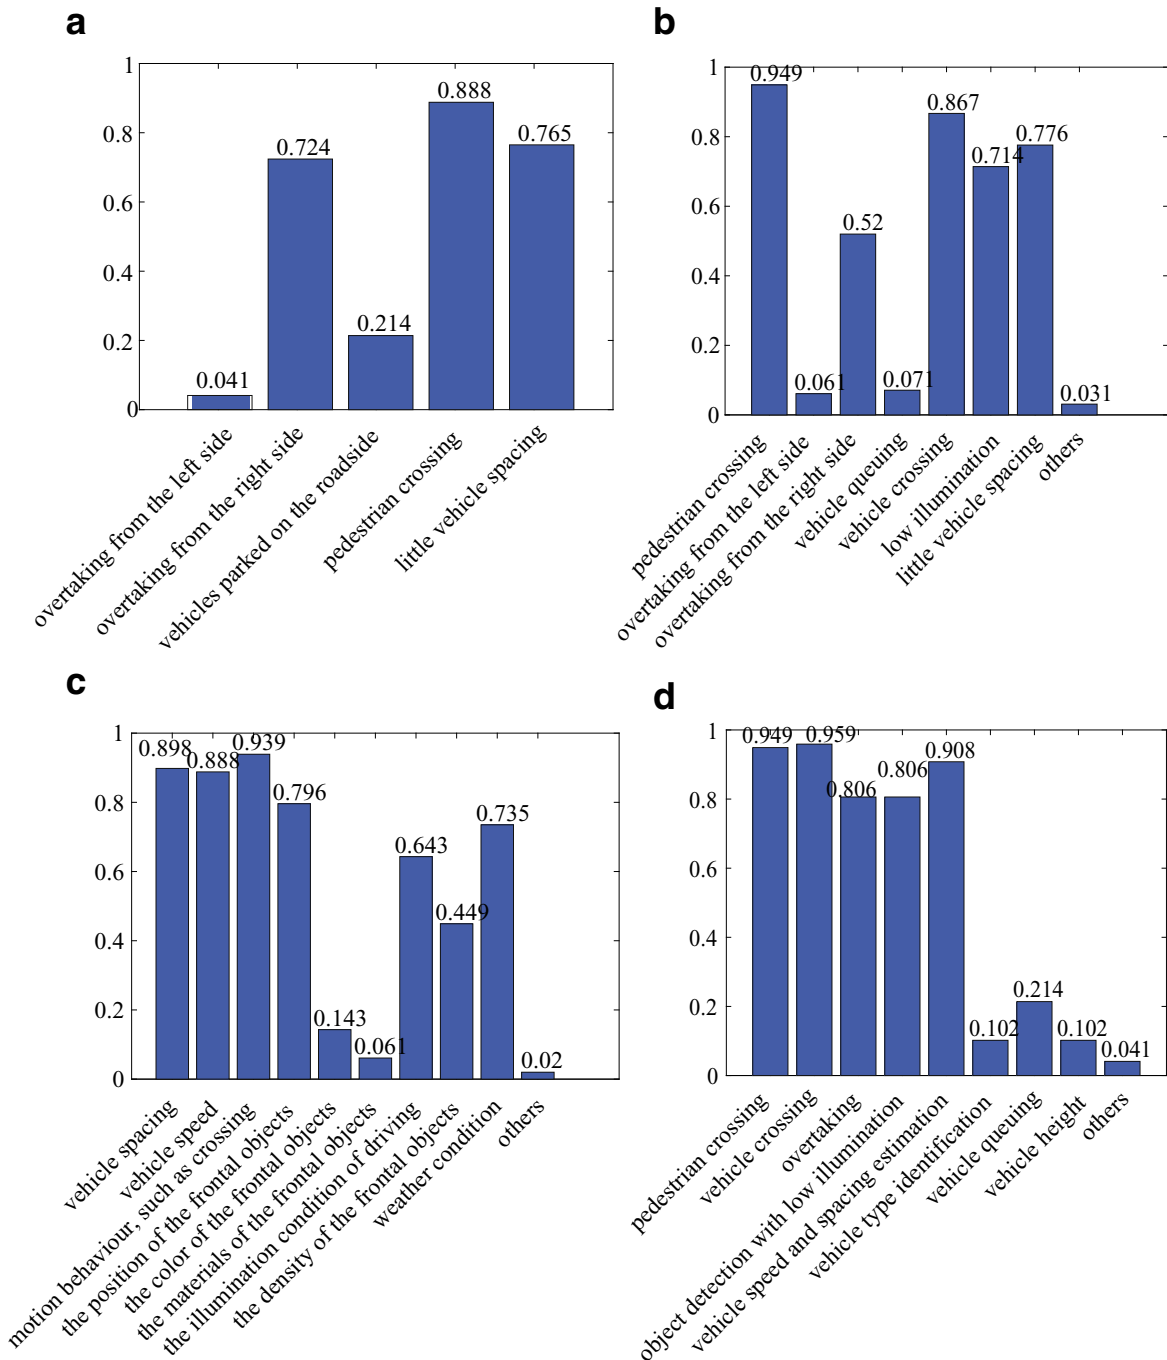 a
1
0.8
0.6
0.4
0.2
0
0.041
0.724
0.214
0.888
0.765
overtaking from the left side
overtaking from the right side
vehicles parked on the roadside
pedestrian crossing
little vehicle spacing
b
1
0.8
0.6
0.4
0.2
0
0.949
0.061
0.52
0.071
0.867
0.714
0.776
0.031
pedestrian crossing
overtaking from the left side
overtaking from the right side
vehicle queuing
vehicle crossing
low illumination
little vehicle spacing
others
c
1
0.8
0.6
0.4
0.2
0
0.898
0.888
0.939
0.796
0.143
0.061
0.643
0.449
0.735
0.02
vehicle spacing
vehicle speed
motion behaviour, such as crossing
the position of the frontal objects
the color of the frontal objects
the materials of the frontal objects
the illumination condition of driving
the density of the frontal objects
weather condition
others
d
1
0.8
0.6
0.4
0.2
0
0.949
0.959
0.806
0.806
0.908
0.102
0.214
0.102
0.041
pedestrian crossing
vehicle crossing
overtaking
object detection with low illumination
vehicle speed and spacing estimation
vehicle type identification
vehicle queuing
vehicle height
others